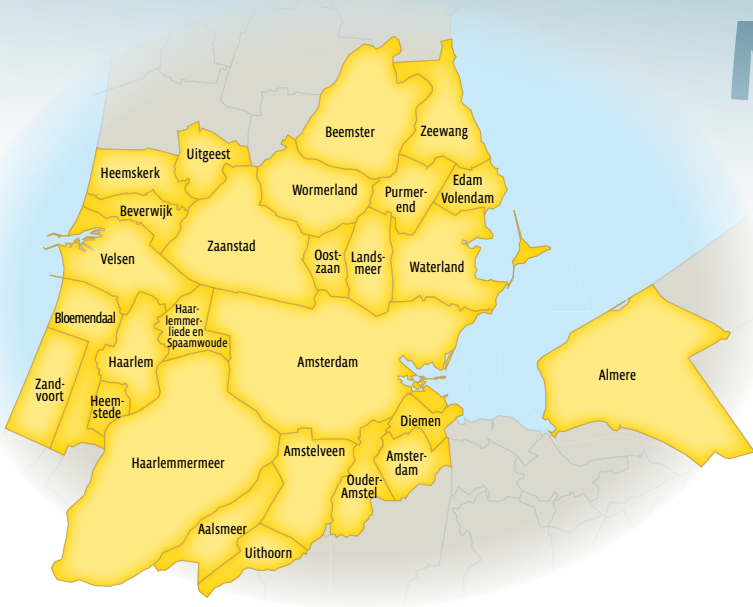 Beemster
Zeewang
Uitgeest
Heemskerk
Wormerland
Purmer-
end
Edam
Volendam
Beverwijk
Zaanstad
Velsen
Oost-
zaan
Lands-
meer
Waterland
Bloemendaal
Haar-
lemmer-
liede en
Spaarnwoude
Haarlem
Amsterdam
Almere
Zand-
voort
Heem-
stede
Diemen
Haarlemmermeer
Amstelveen
Amster-
dam
Ouder-
Amstel
Aalsmeer
Uithoorn